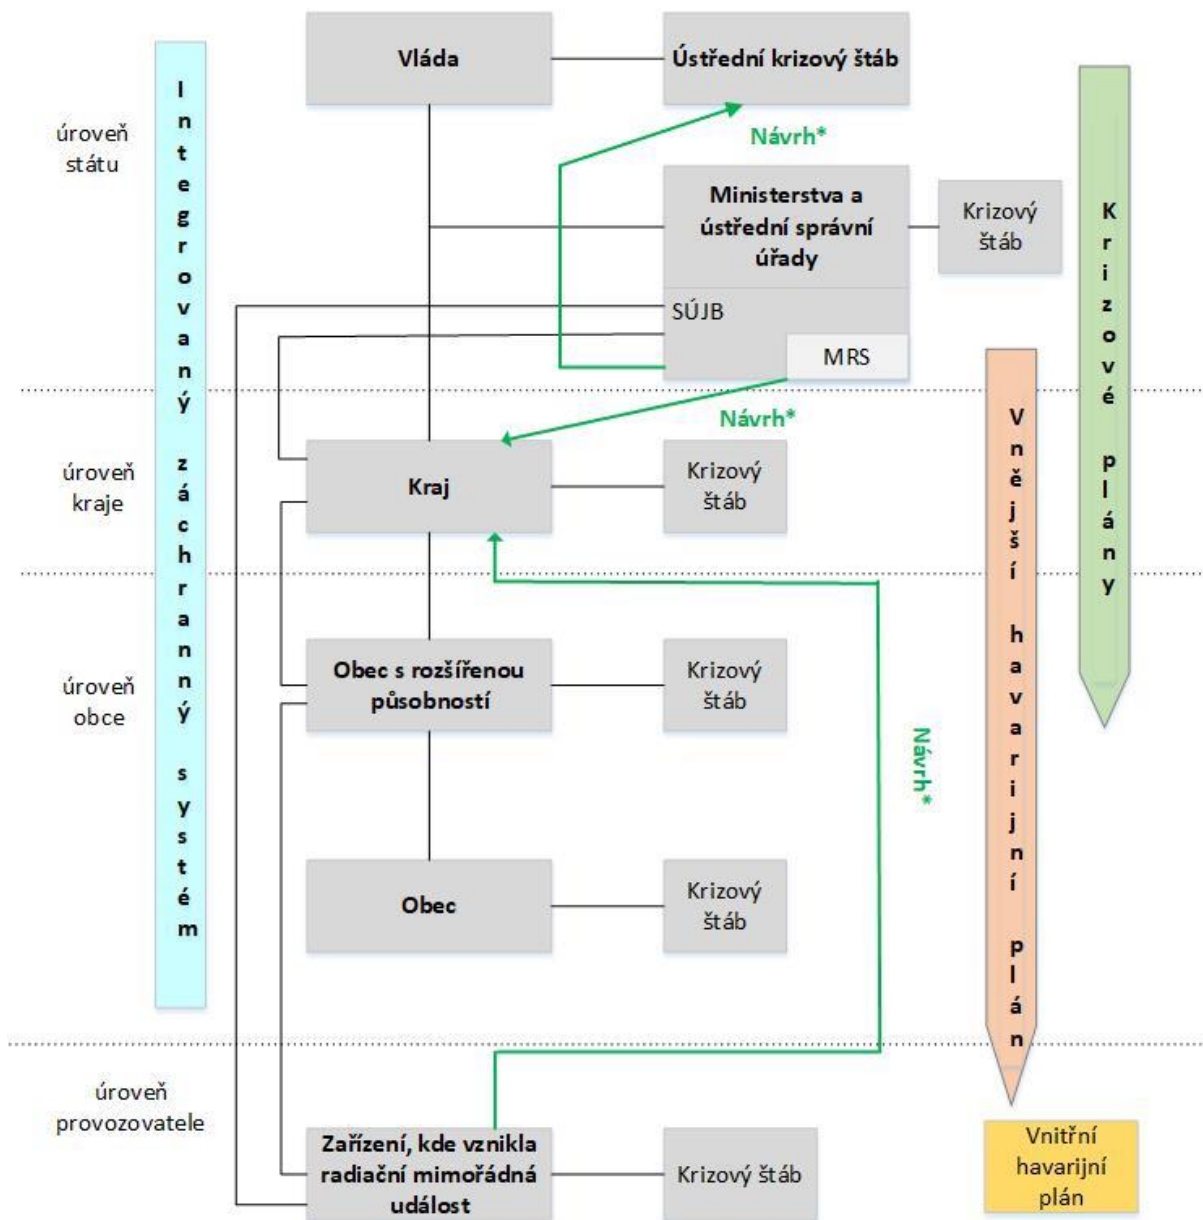 Vláda
Ústřední krizový štáb
úroveň
státu
Návrh*
Ministerstva a
ústřední správní
úřady
Krizový
štáb
SÚJB
MRS
Návrh*
úroveň
kraje
Kraj
Krizový
štáb
úroveň
obce
Obec s rozšířenou
působností
Krizový
štáb
Návrh*
Obec
Krizový
štáb
úroveň
provozovatele
Zařízení, kde vznikla
radiační mimořádná
událost
Krizový štáb
Integrovaný záchranný systém
Vnější havarijní plán
Krizové plány
Vnitřní
havarijní
plán